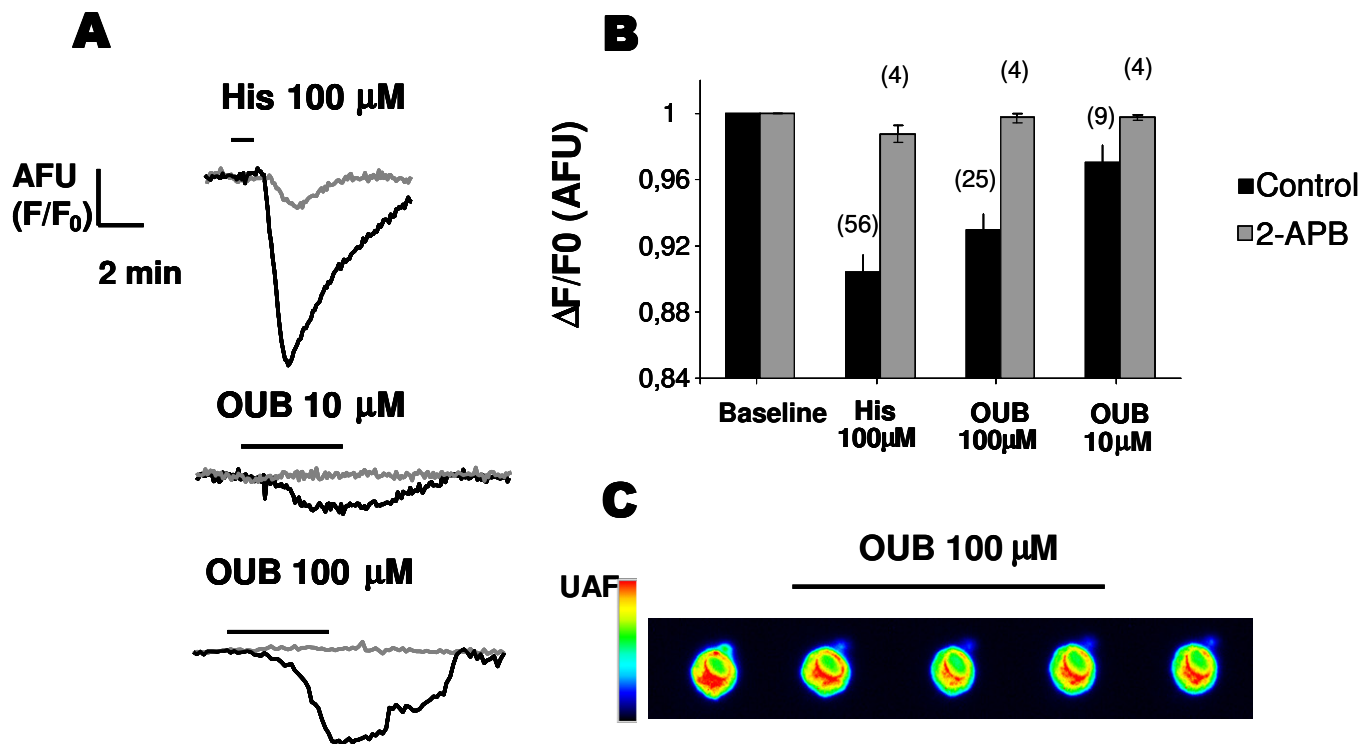 A
His 100 µM
AFU
(F/F0)
2 min
OUB 10 µM
OUB 100 µM
B
(4)
(4)
(4)
(9)
(25)
(56)
1
0,96
0,92
0,88
0,84
ΔF/F0 (AFU)
Baseline
His
100µM
OUB
100µM
OUB
10µM
Control
2-APB
C
OUB 100 µM
UAF